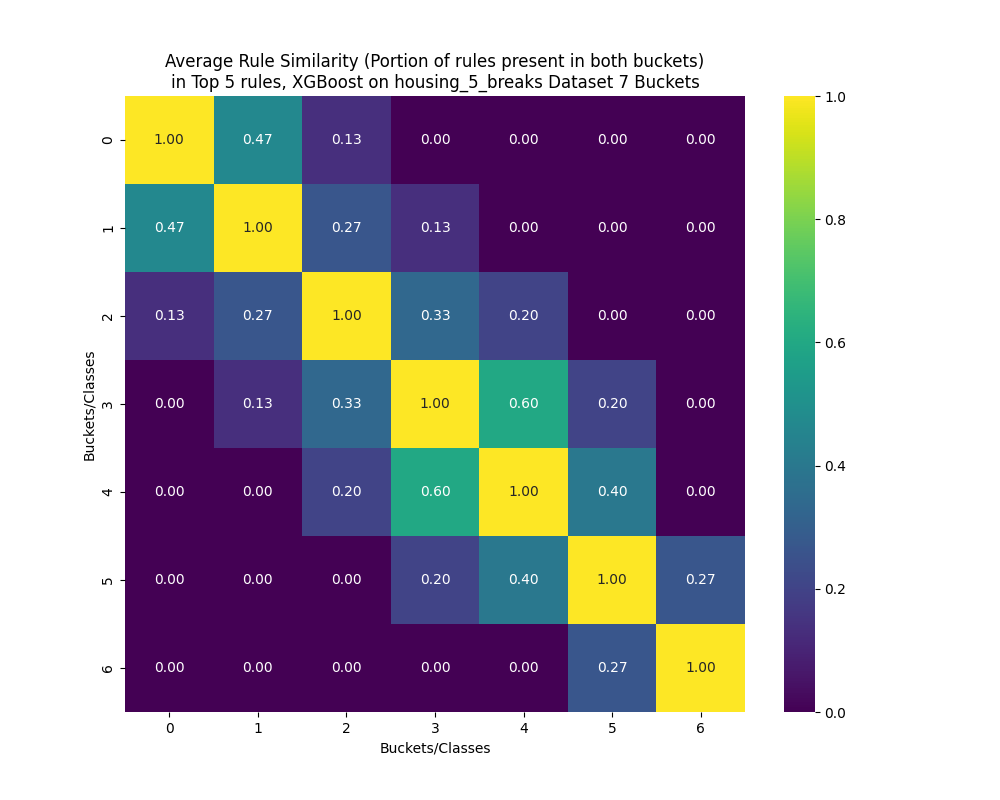 Average Rule Similarity (Portion of rules present in both buckets)
in Top 5 rules, XGBoost on housing_5_breaks Dataset 7 Buckets
Buckets/Classes
0 1.00 0.47 0.13 0.00 0.00 0.00 0.00
1 0.47 1.00 0.27 0.13 0.00 0.00 0.00
2 0.13 0.27 1.00 0.33 0.20 0.00 0.00
3 0.00 0.13 0.33 1.00 0.60 0.20 0.00
4 0.00 0.00 0.20 0.60 1.00 0.40 0.00
5 0.00 0.00 0.00 0.20 0.40 1.00 0.27
6 0.00 0.00 0.00 0.00 0.00 0.27 1.00
0 1 2 3 4 5 6
Buckets/Classes
1.0
0.8
0.6
0.4
0.2
0.0